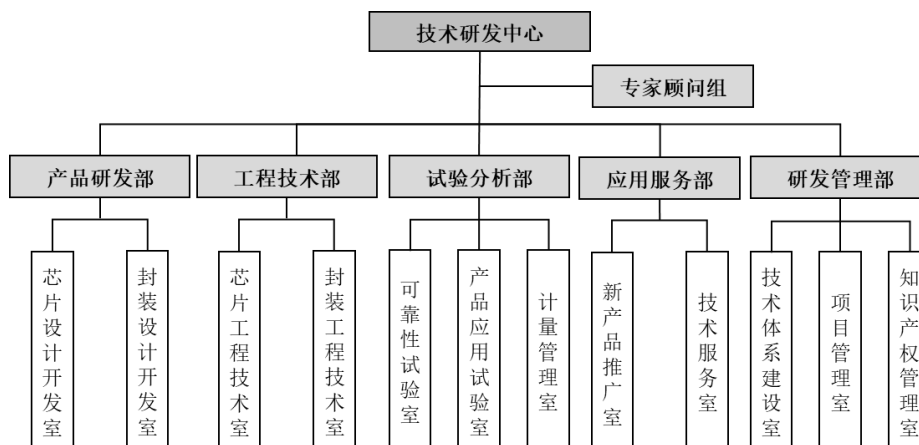 技术研发中心
专家顾问组
产品研发部
工程技术部
试验分析部
应用服务部
研发管理部
芯片设计开发室
封装设计开发室
芯片工程技术室
封装工程技术室
可靠性试验室
产品应用试验室
计量管理室
新产品推广室
技术服务室
技术体系建设室
项目管理室
知识产权管理室